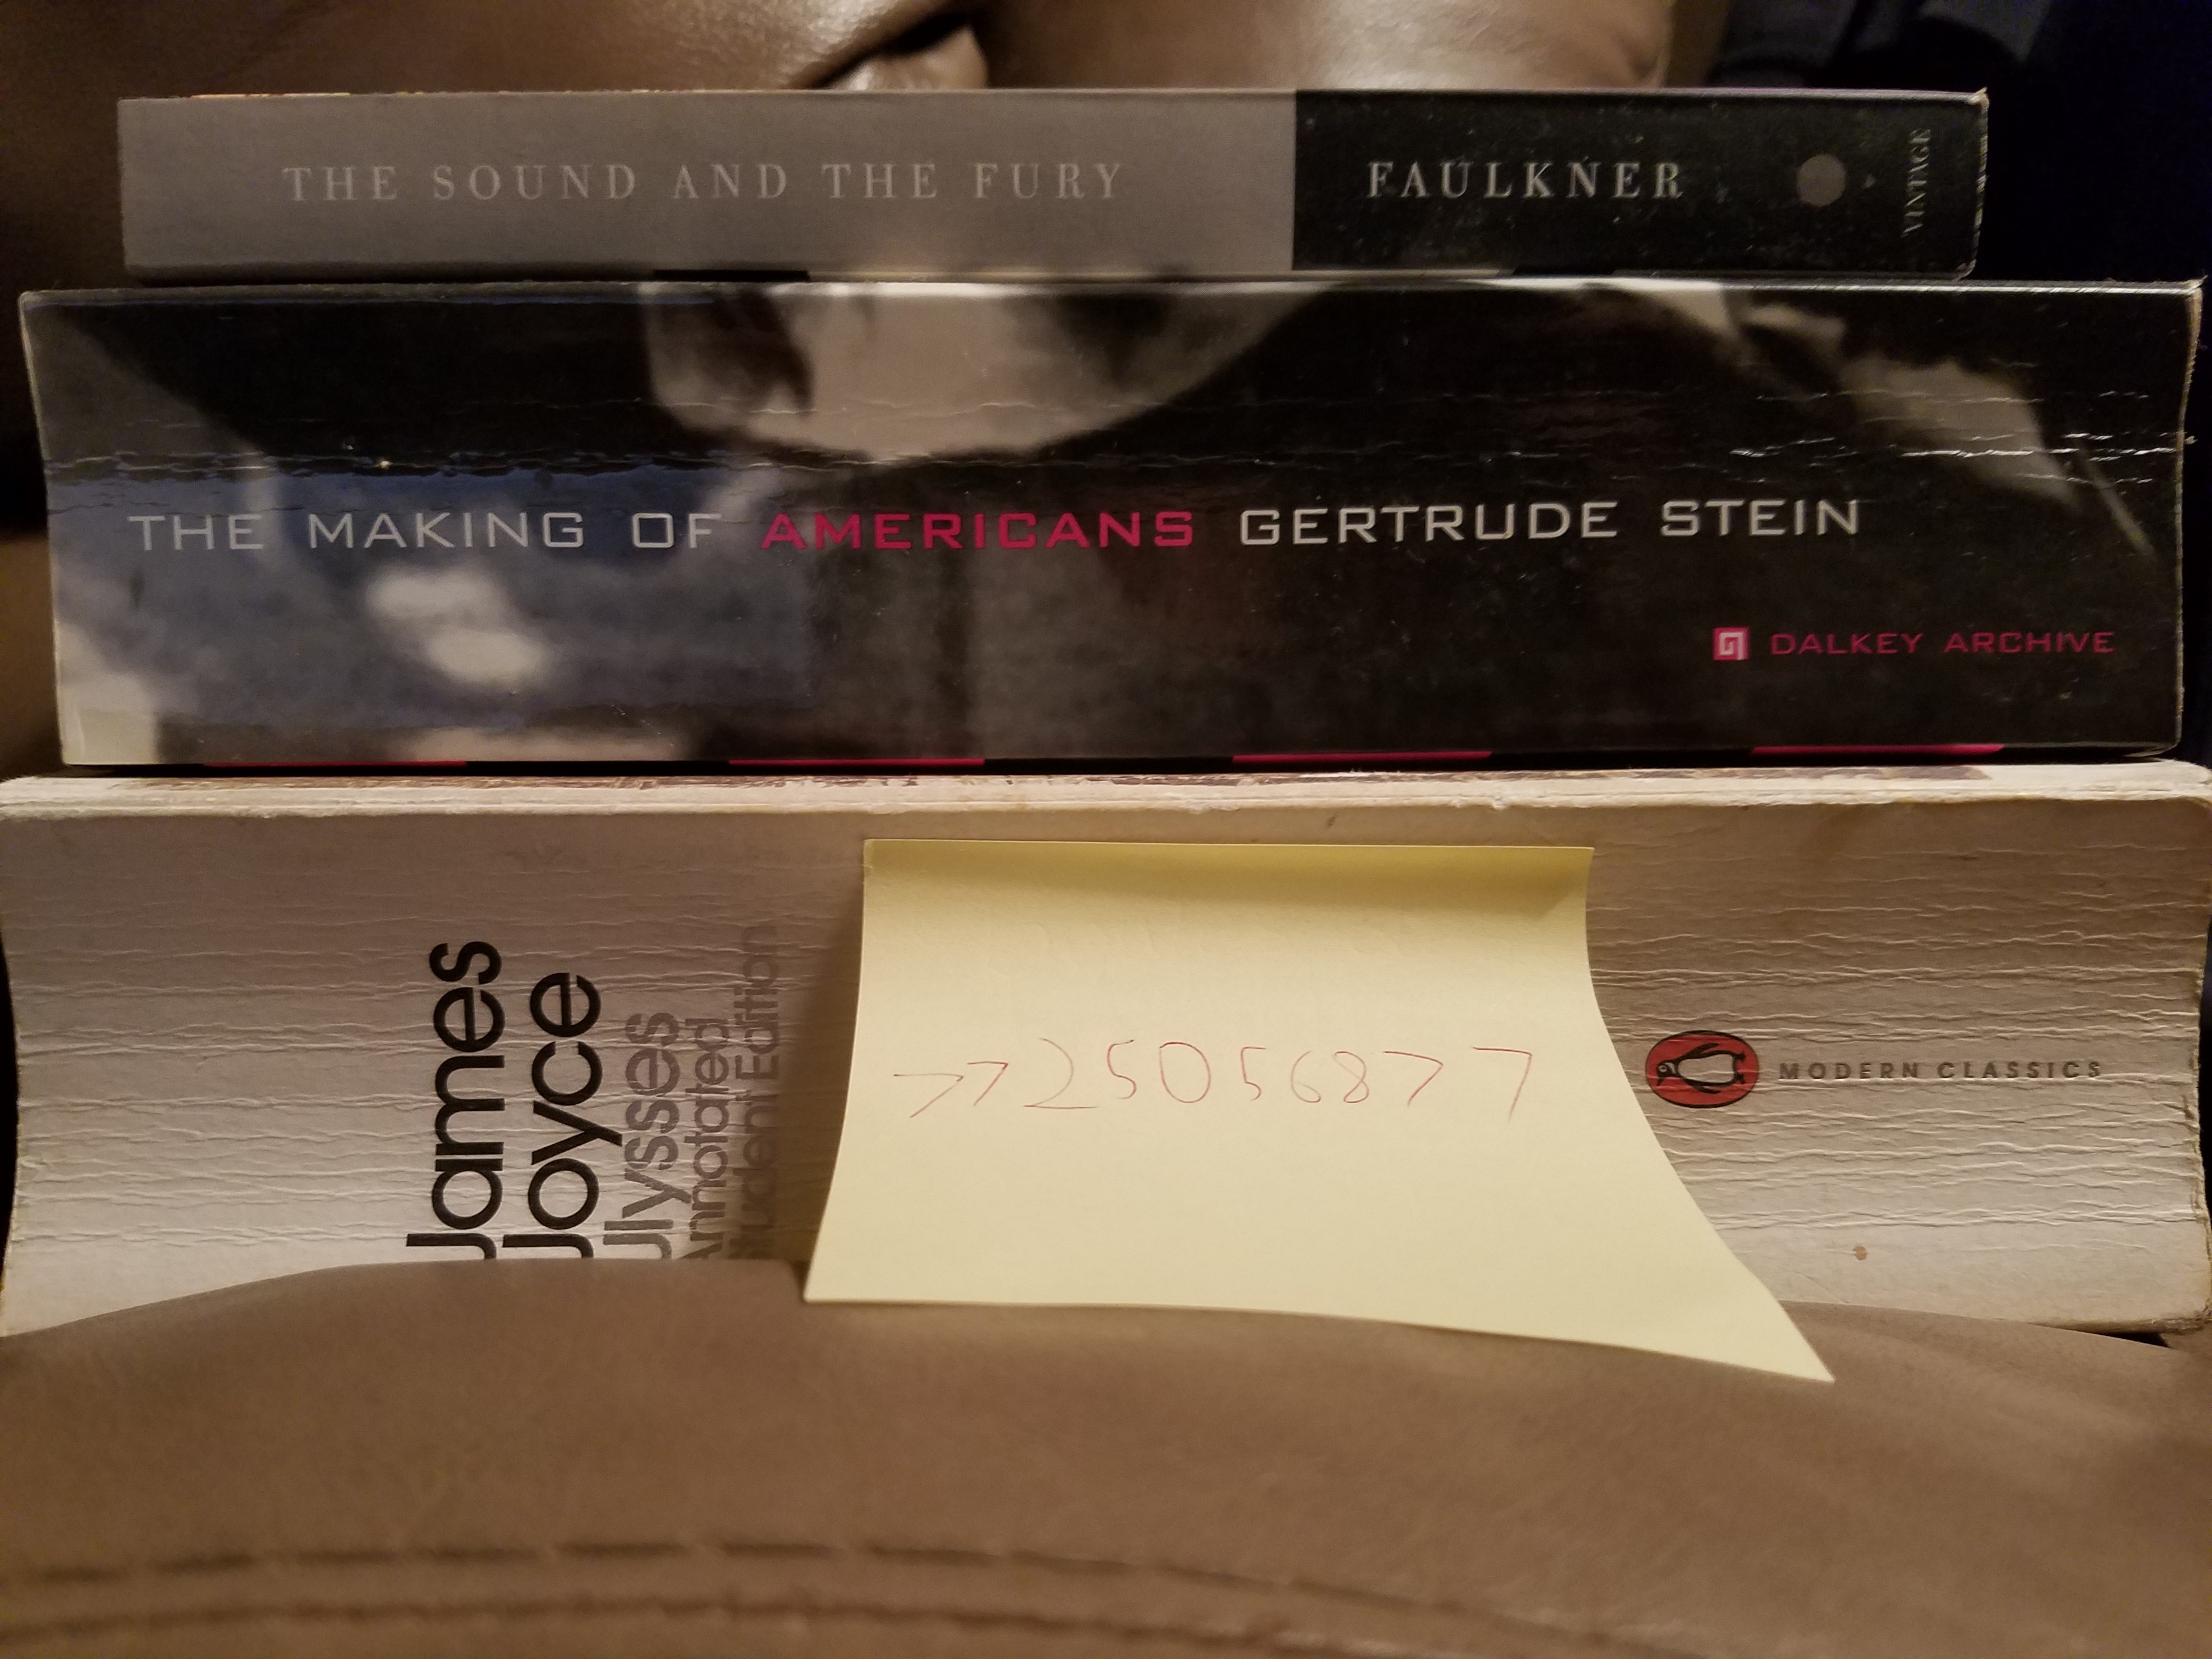 THE SOUND AND THE FURY FAULKNER VINTAGE
THE MAKING OF AMERICANS GERTRUDE STEIN
DALKEY ARCHIVE
James
Joyce
Ulysses
Annotated
Student Edition
>>25056877
MODERN CLASSICS